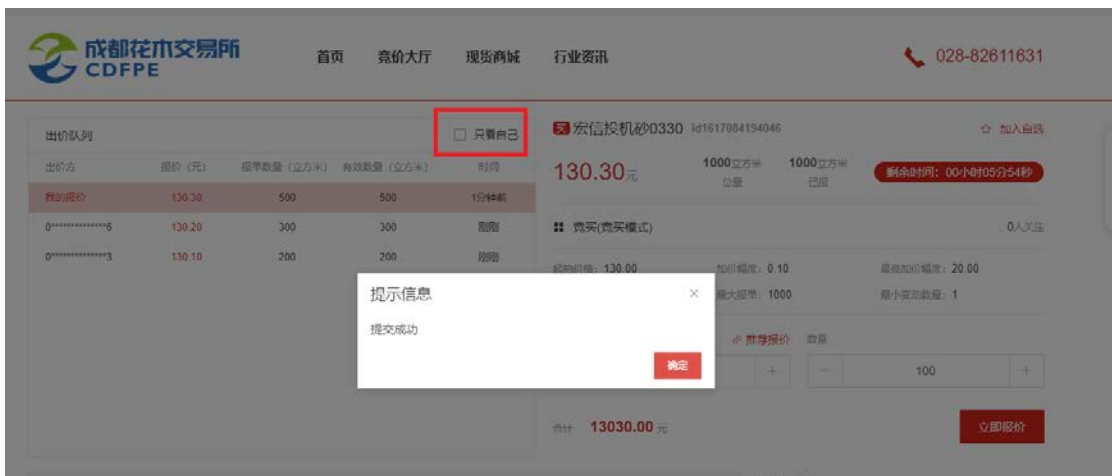 成都花木交易所
CDFPE
首页 竞价大厅 现货商城 行业资讯
028-82611631
出价队列
只看自己
出价方 报价（元） 报单数量（立方米） 有效数量（立方米） 时间
我的报价 130.30 500 500 1分钟前
0**************6 130.20 300 300 刚刚
0**************3 130.10 200 200 刚刚
买 宏信投机砂0330 id1617084194046
加入自选
130.30元
1000立方米 1000立方米
总量 已报
剩余时间：00小时05分54秒
竞买(竞买模式)
0人关注
起拍价格：130.00 加价幅度：0.10 最高加价幅度：20.00
最大报单：1000 最小变动数量：1
推荐报价 数量
+ − 100 +
合计 13030.00 元
立即报价
提示信息 ×
提交成功
确定